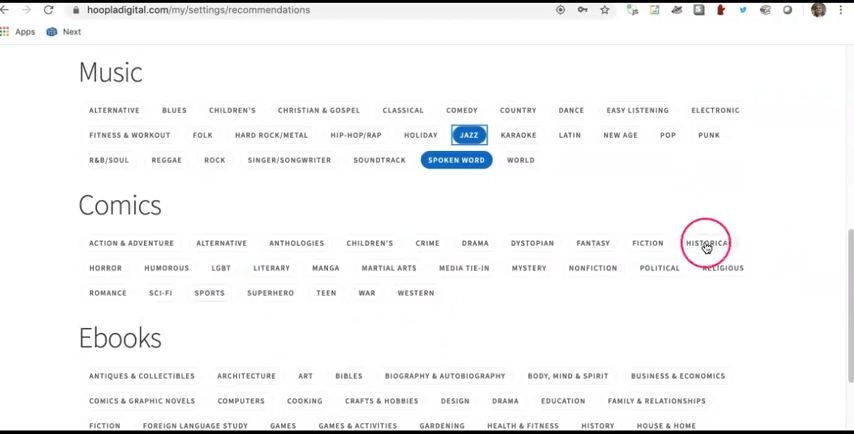 hoopladigital.com/my/settings/recommendations
Apps Next
Music
ALTERNATIVE BLUES CHILDREN'S CHRISTIAN & GOSPEL CLASSICAL COMEDY COUNTRY DANCE EASY LISTENING ELECTRONIC
FITNESS & WORKOUT FOLK HARD ROCK/METAL HIP-HOP/RAP HOLIDAY JAZZ KARAOKE LATIN NEW AGE POP PUNK
R&B/SOUL REGGAE ROCK SINGER/SONGWRITER SOUNDTRACK SPOKEN WORD WORLD
Comics
ACTION & ADVENTURE ALTERNATIVE ANTHOLOGIES CHILDREN'S CRIME DRAMA DYSTOPIAN FANTASY FICTION HISTORICAL
HORROR HUMOROUS LGBT LITERARY MANGA MARTIAL ARTS MEDIA TIE-IN MYSTERY NONFICTION POLITICAL RELIGIOUS
ROMANCE SCI-FI SPORTS SUPERHERO TEEN WAR WESTERN
Ebooks
ANTIQUES & COLLECTIBLES ARCHITECTURE ART BIBLES BIOGRAPHY & AUTOBIOGRAPHY BODY, MIND & SPIRIT BUSINESS & ECONOMICS
COMICS & GRAPHIC NOVELS COMPUTERS COOKING CRAFTS & HOBBIES DESIGN DRAMA EDUCATION FAMILY & RELATIONSHIPS
FICTION FOREIGN LANGUAGE STUDY GAMES GAMES & ACTIVITIES GARDENING HEALTH & FITNESS HISTORY HOUSE & HOME